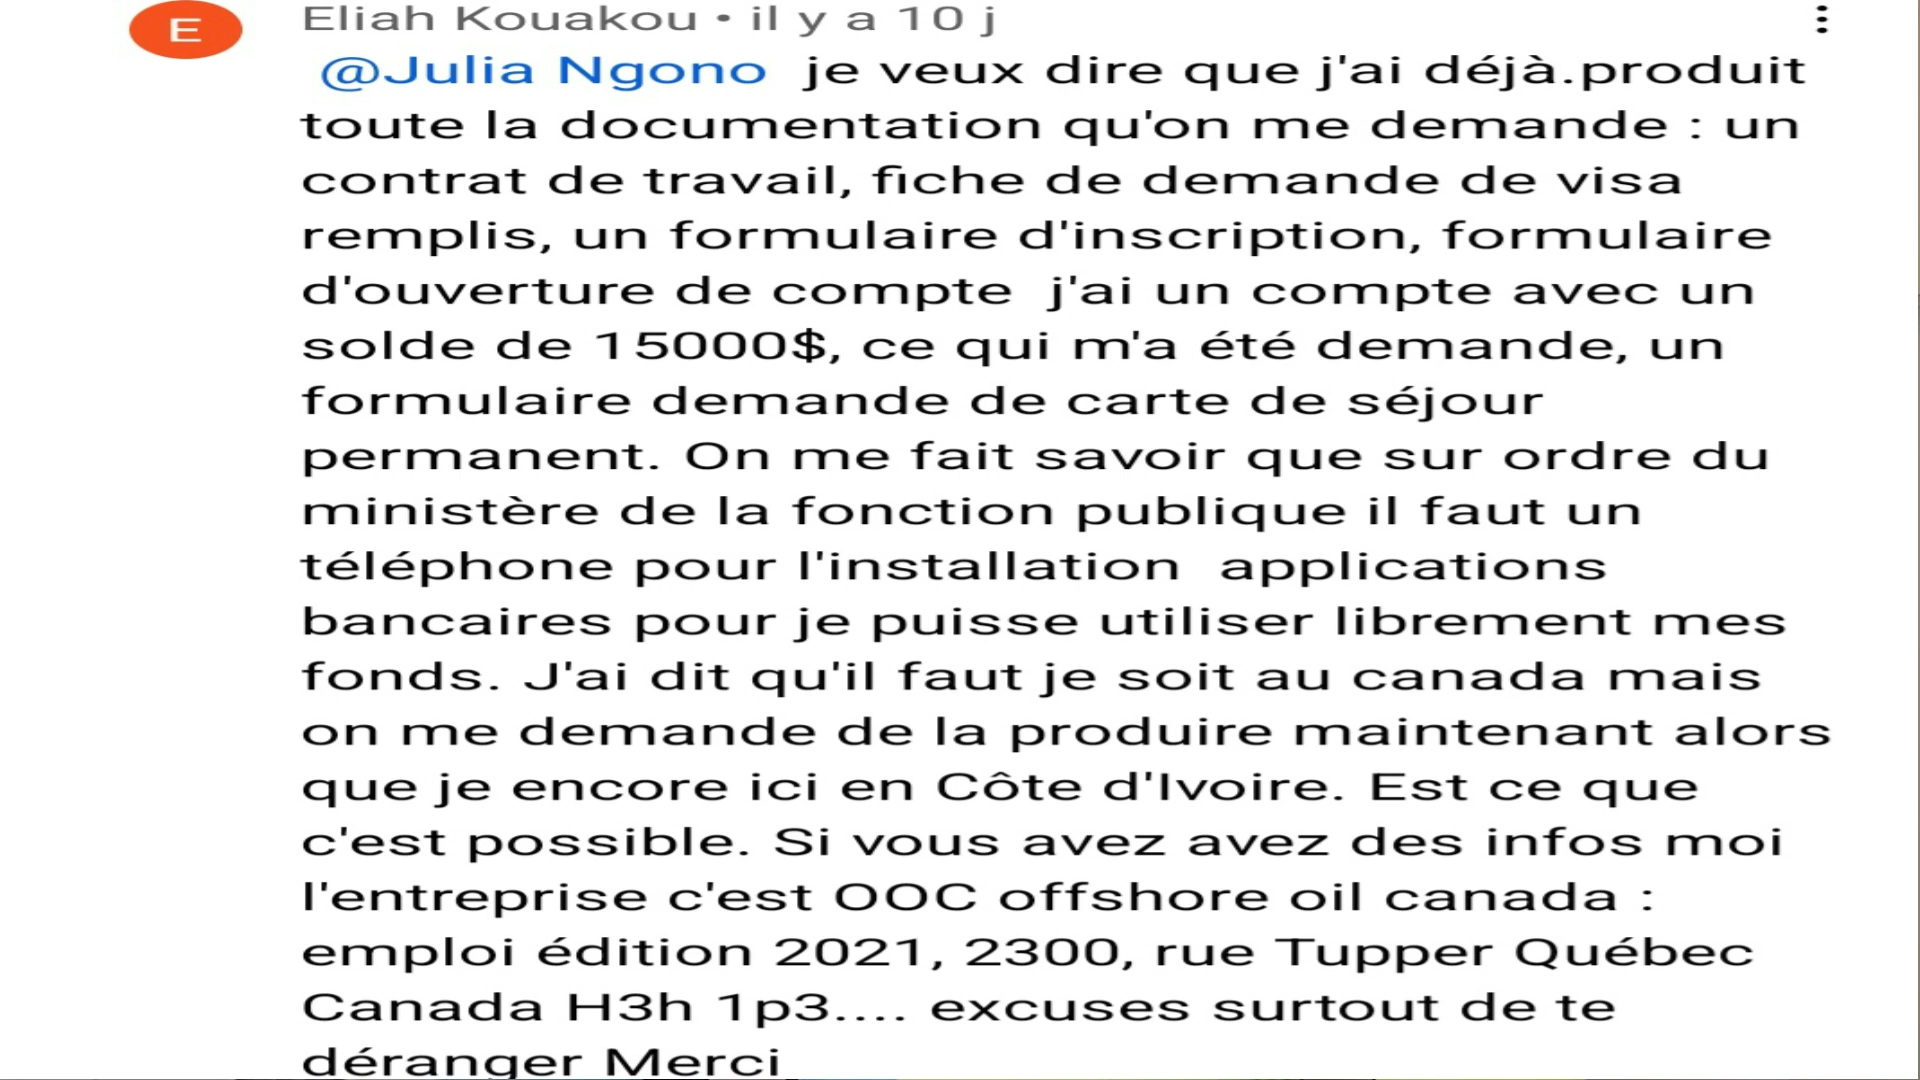 E
Eliah Kouakou • il y a 10 j
@Julia Ngono je veux dire que j'ai déjà.produit
toute la documentation qu'on me demande : un
contrat de travail, fiche de demande de visa
remplis, un formulaire d'inscription, formulaire
d'ouverture de compte j'ai un compte avec un
solde de 15000$, ce qui m'a été demande, un
formulaire demande de carte de séjour
permanent. On me fait savoir que sur ordre du
ministère de la fonction publique il faut un
téléphone pour l'installation applications
bancaires pour je puisse utiliser librement mes
fonds. J'ai dit qu'il faut je soit au canada mais
on me demande de la produire maintenant alors
que je encore ici en Côte d'Ivoire. Est ce que
c'est possible. Si vous avez avez des infos moi
l'entreprise c'est OOC offshore oil canada :
emploi édition 2021, 2300, rue Tupper Québec
Canada H3h 1p3.... excuses surtout de te
déranger Merci